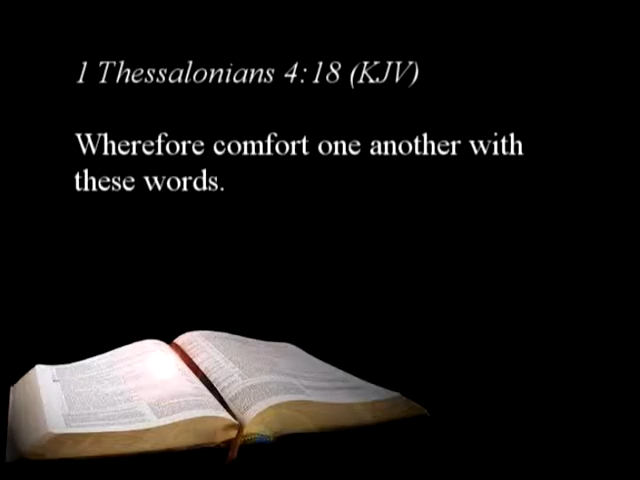 1 Thessalonians 4:18 (KJV)
Wherefore comfort one another with
these words.